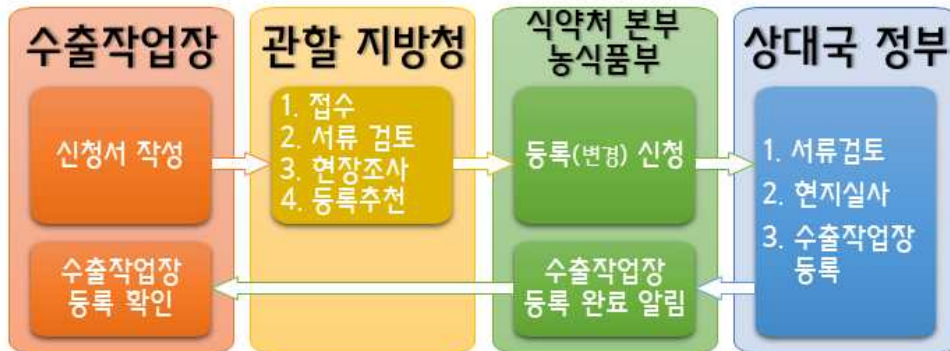 수출작업장
신청서 작성
수출작업장
등록 확인
관할 지방청
1. 접수
2. 서류 검토
3. 현장조사
4. 등록추천
식약처 본부
농식품부
등록(변경) 신청
수출작업장
등록 완료 알림
상대국 정부
1. 서류검토
2. 현지실사
3. 수출작업장
등록